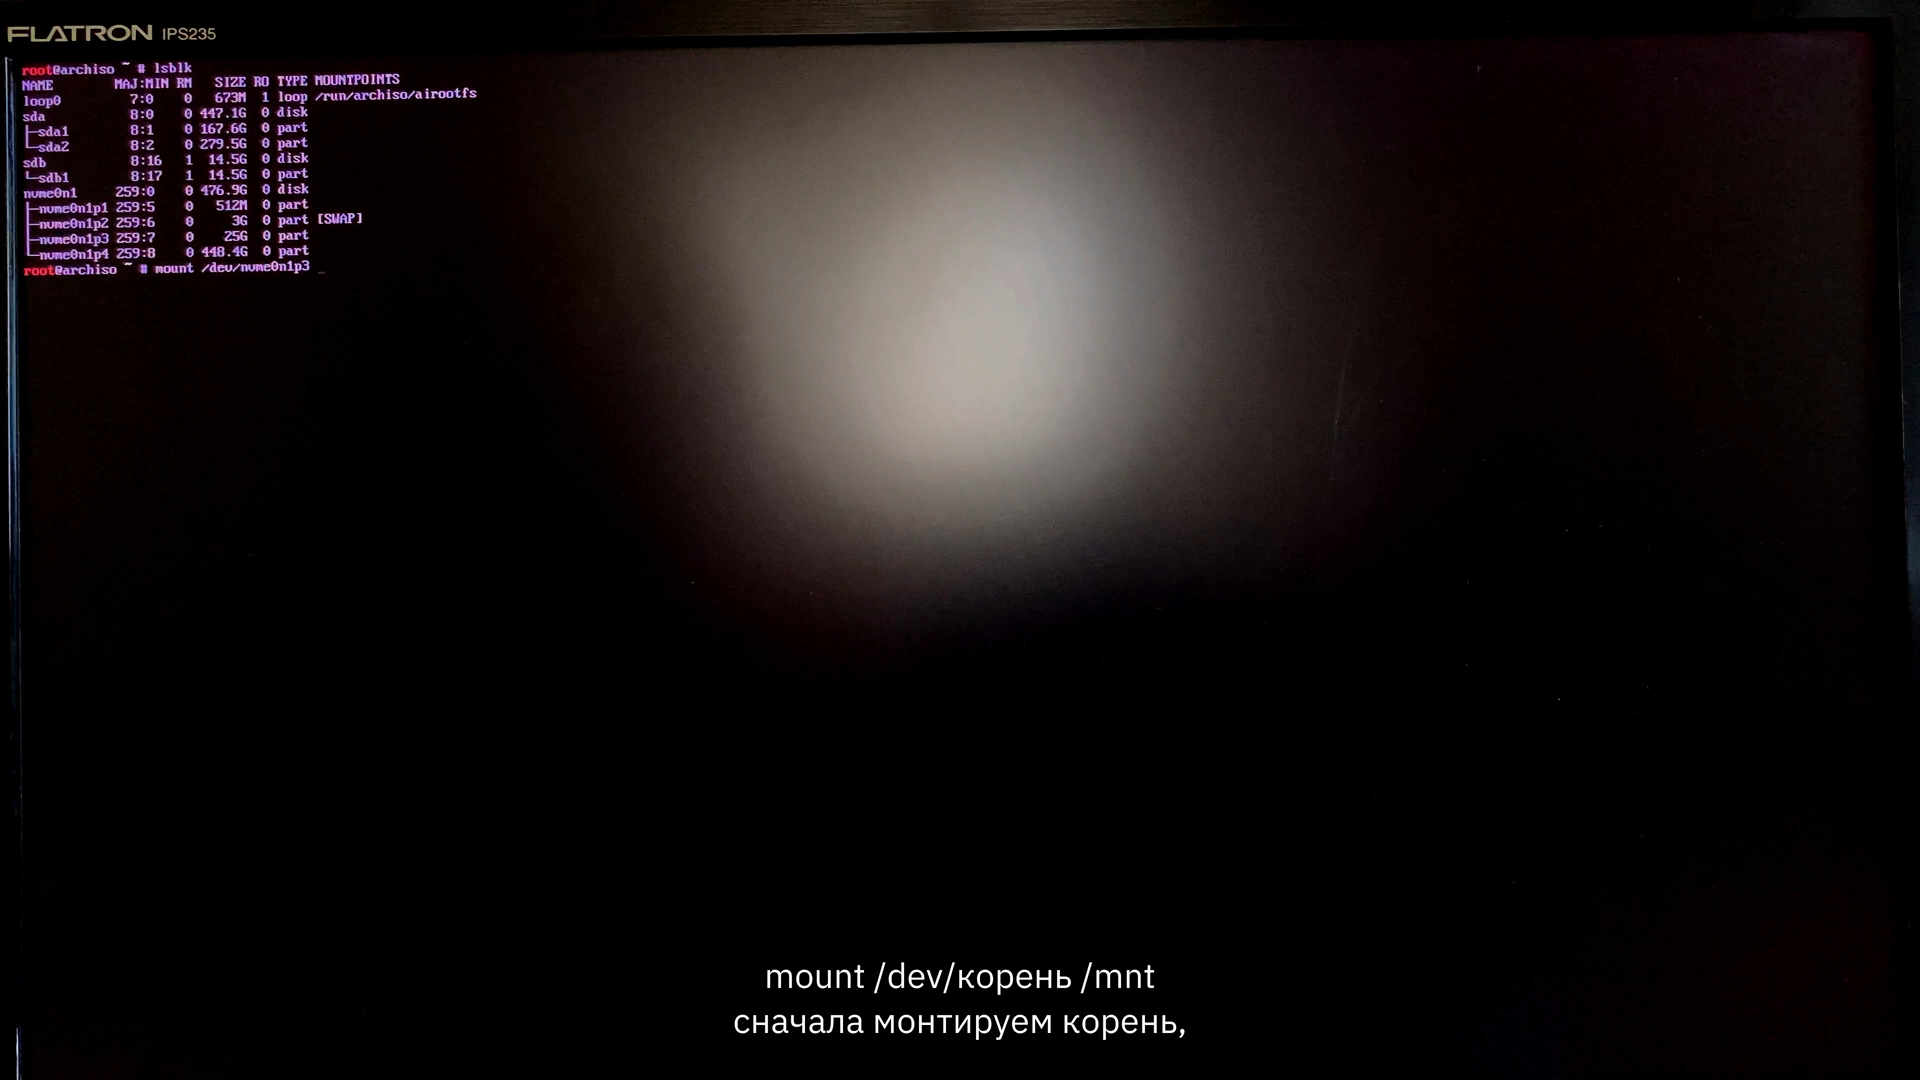 FLATRON IPS235
root@archiso ~ # lsblk
NAME MAJ:MIN RM SIZE RO TYPE MOUNTPOINTS
loop0 7:0 0 673M 1 loop /run/archiso/airootfs
sda 8:0 0 447.1G 0 disk
├─sda1 8:1 0 167.6G 0 part
└─sda2 8:2 0 279.5G 0 part
sdb 8:16 1 14.5G 0 disk
└─sdb1 8:17 1 14.5G 0 part
nvme0n1 259:0 0 476.9G 0 disk
├─nvme0n1p1 259:5 0 512M 0 part
├─nvme0n1p2 259:6 0 3G 0 part [SWAP]
├─nvme0n1p3 259:7 0 25G 0 part
└─nvme0n1p4 259:8 0 448.4G 0 part
root@archiso ~ # mount /dev/nvme0n1p3 _
mount /dev/корень /mnt
сначала монтируем корень,